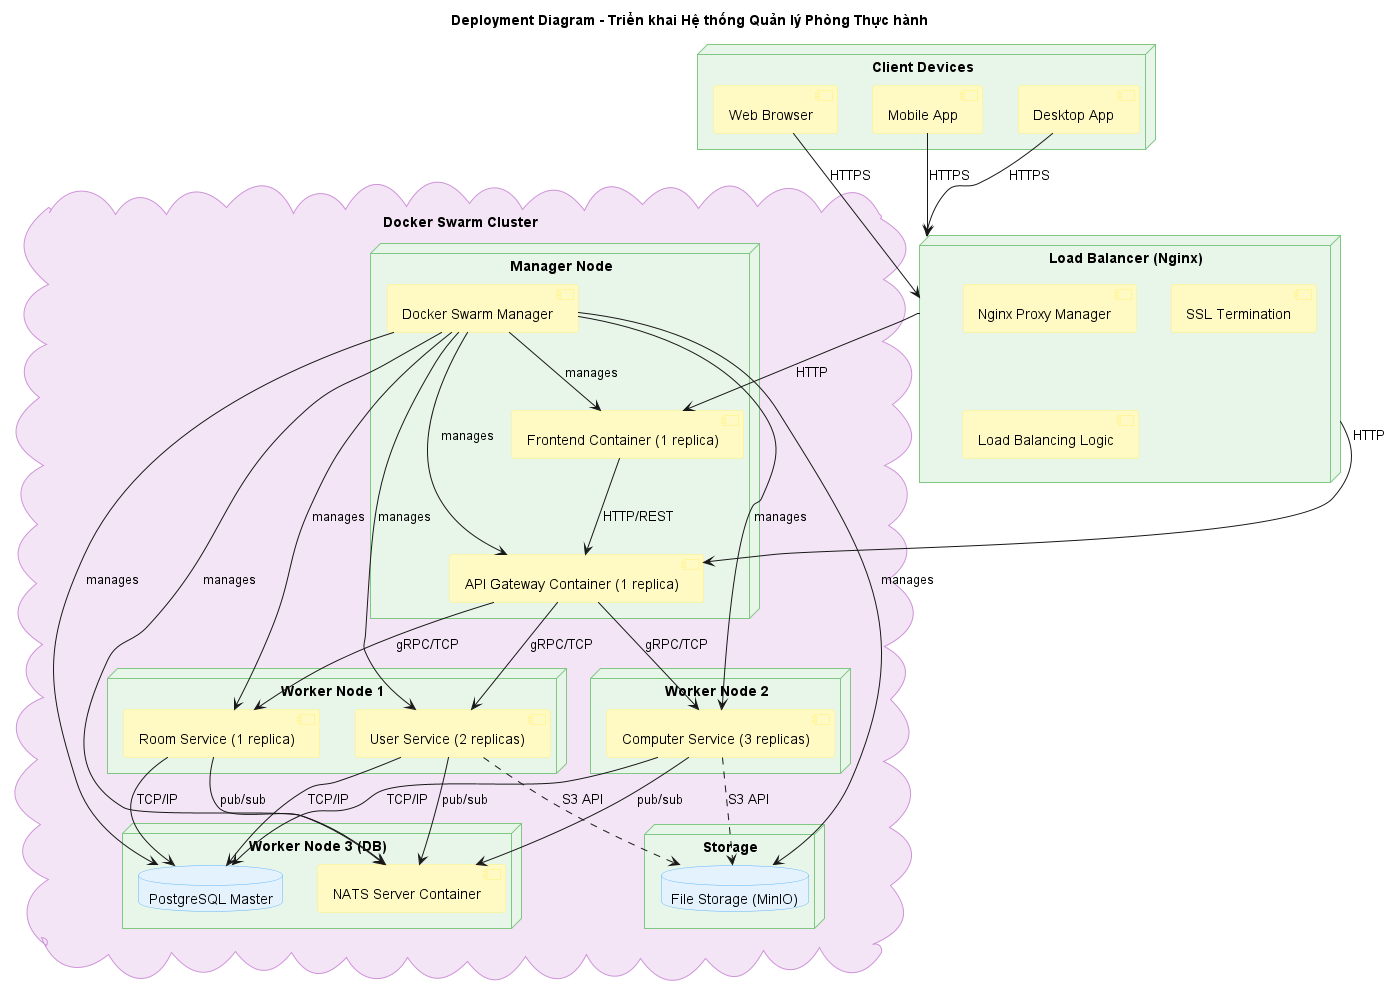 Deployment Diagram - Triển khai Hệ thống Quản lý Phòng Thực hành
Client Devices
Web Browser
Mobile App
Desktop App
HTTPS
HTTPS
HTTPS
Docker Swarm Cluster
Manager Node
Load Balancer (Nginx)
Docker Swarm Manager
Nginx Proxy Manager
SSL Termination
manages
HTTP
manages
Frontend Container (1 replica)
Load Balancing Logic
HTTP
manages
manages
HTTP/REST
manages
manages
manages
manages
API Gateway Container (1 replica)
gRPC/TCP
gRPC/TCP
gRPC/TCP
Worker Node 1
Worker Node 2
Room Service (1 replica)
User Service (2 replicas)
Computer Service (3 replicas)
TCP/IP
pub/sub
TCP/IP
TCP/IP
pub/sub
S3 API
pub/sub
S3 API
Worker Node 3 (DB)
Storage
PostgreSQL Master
NATS Server Container
File Storage (MinIO)